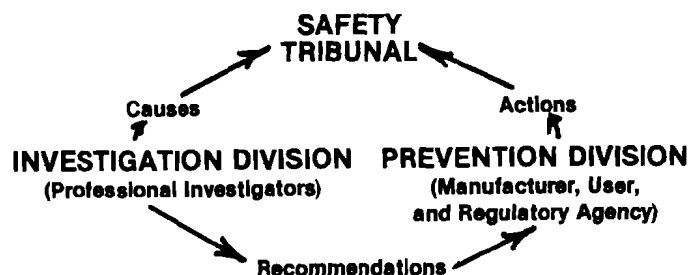 SAFETY
TRIBUNAL
Causes
Actions
INVESTIGATION DIVISION
(Professional Investigators)
PREVENTION DIVISION
(Manufacturer, User,
and Regulatory Agency)
Recommendations